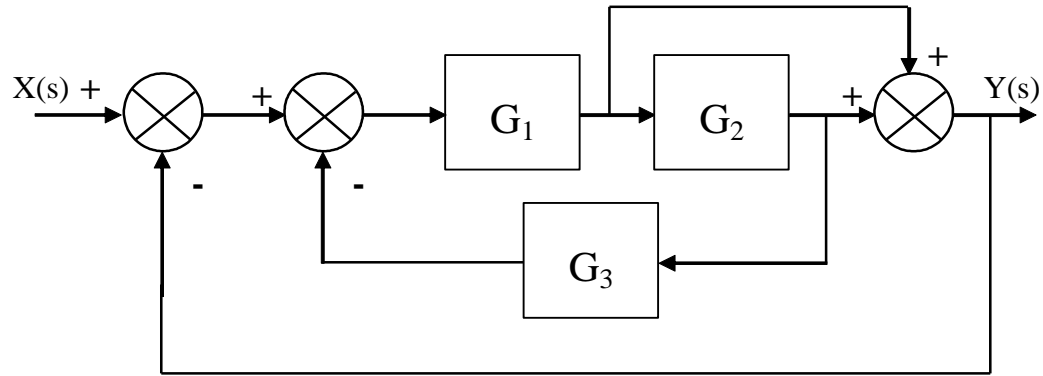 +
X(s) +
+
+
Y(s)
G₁
G₂
-
-
G₃